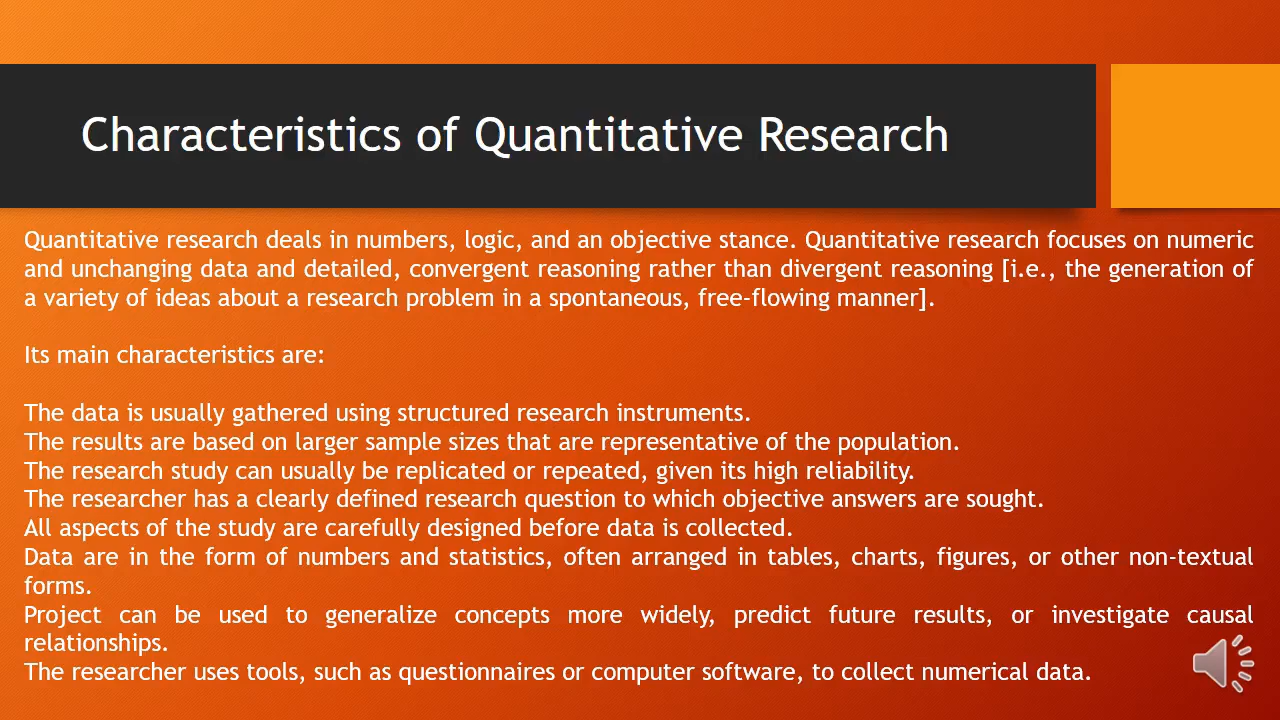 Characteristics of Quantitative Research
Quantitative research deals in numbers, logic, and an objective stance. Quantitative research focuses on numeric
and unchanging data and detailed, convergent reasoning rather than divergent reasoning [i.e., the generation of
a variety of ideas about a research problem in a spontaneous, free-flowing manner].
Its main characteristics are:
The data is usually gathered using structured research instruments.
The results are based on larger sample sizes that are representative of the population.
The research study can usually be replicated or repeated, given its high reliability.
The researcher has a clearly defined research question to which objective answers are sought.
All aspects of the study are carefully designed before data is collected.
Data are in the form of numbers and statistics, often arranged in tables, charts, figures, or other non-textual
forms.
Project can be used to generalize concepts more widely, predict future results, or investigate causal
relationships.
The researcher uses tools, such as questionnaires or computer software, to collect numerical data.